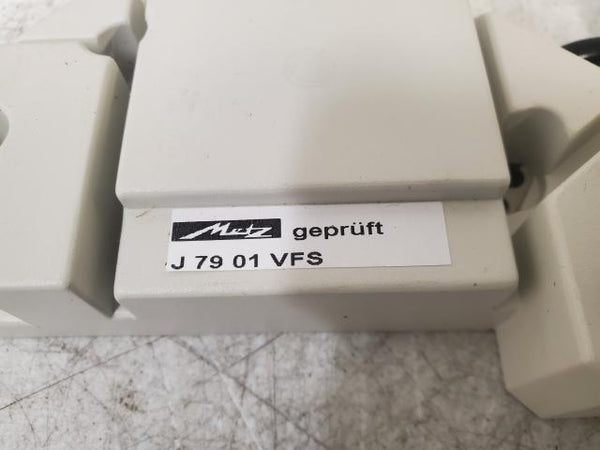 Metz geprüft
J 79 01 VFS